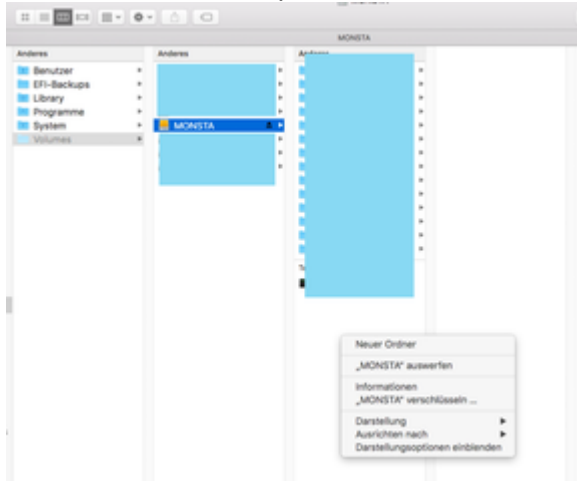 MONSTA
Anderes
Benutzer
EFI-Backups
Library
Programme
System
Volumes
Anderes
MONSTA
Anderes
Neuer Ordner
„MONSTA“ auswerfen
Informationen
„MONSTA“ verschlüsseln ...
Darstellung
Ausrichten nach
Darstellungsoptionen einblenden